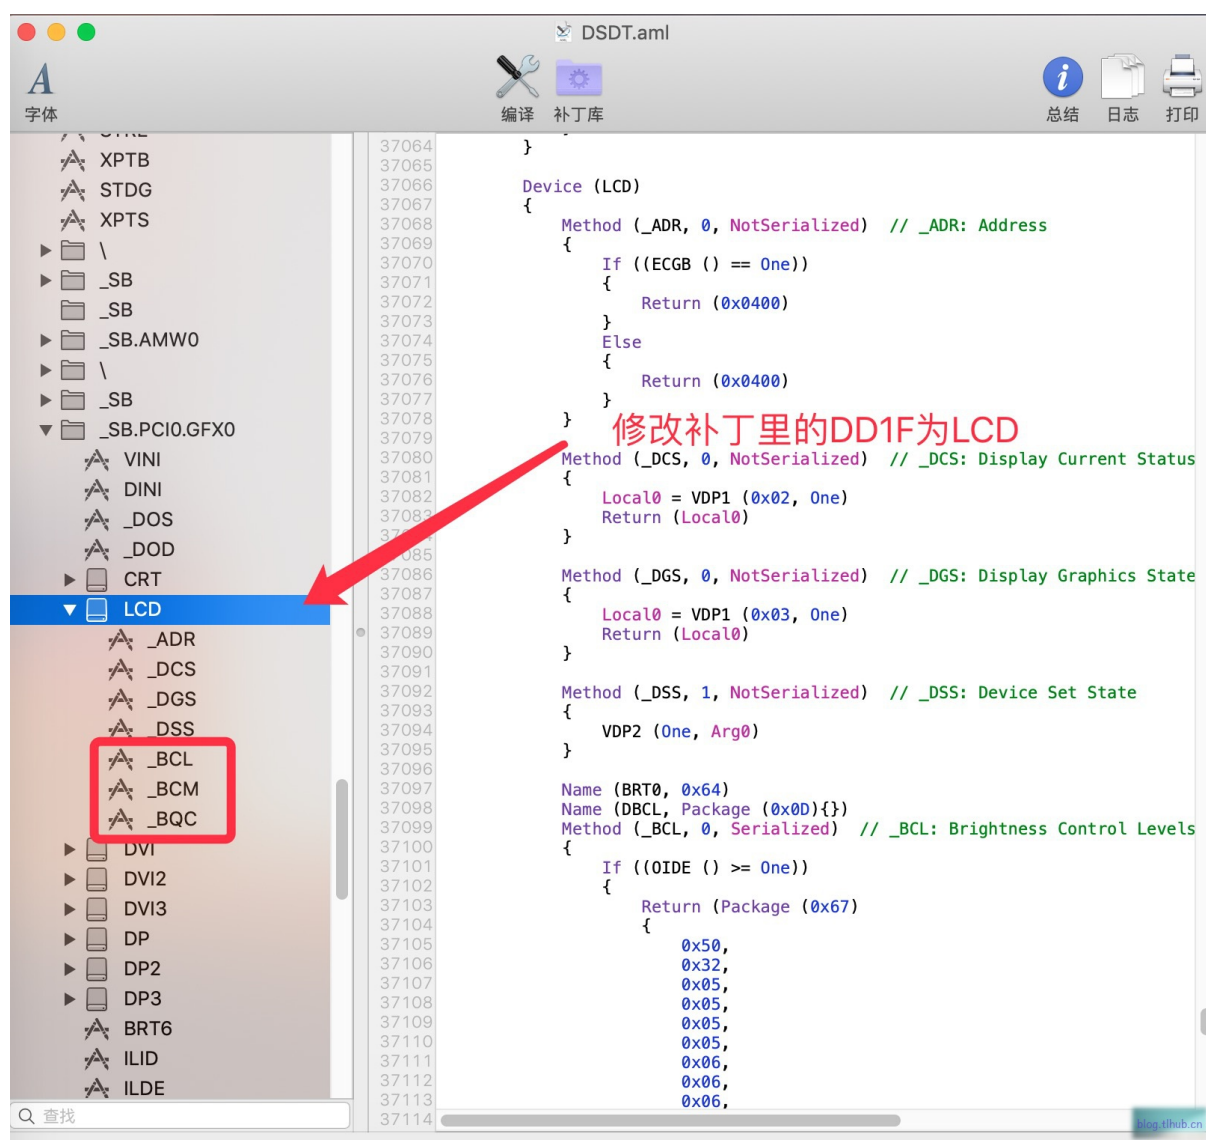 DSDT.aml
字体
编译
补丁库
总结
日志
打印
XPTB
STDG
XPTS
\
_SB
_SB
_SB.AMW0
\
_SB
_SB.PCI0.GFX0
VINI
DINI
_DOS
_DOD
CRT
LCD
_ADR
_DCS
_DGS
_DSS
_BCL
_BCM
_BQC
DVI
DVI2
DVI3
DP
DP2
DP3
BRT6
ILID
ILDE
查找
37064 }
37065
37066 Device (LCD)
37067 {
37068 Method (_ADR, 0, NotSerialized) // _ADR: Address
37069 {
37070 If ((ECGB () == One))
37071 {
37072 Return (0x0400)
37073 }
37074 Else
37075 {
37076 Return (0x0400)
37077 }
37078 }
修改补丁里的DD1F为LCD
37079
37080 Method (_DCS, 0, NotSerialized) // _DCS: Display Current Status
37081 {
37082 Local0 = VDP1 (0x02, One)
37083 Return (Local0)
}
37085
37086 Method (_DGS, 0, NotSerialized) // _DGS: Display Graphics State
37087 {
37088 Local0 = VDP1 (0x03, One)
37089 Return (Local0)
37090 }
37091
37092 Method (_DSS, 1, NotSerialized) // _DSS: Device Set State
37093 {
37094 VDP2 (One, Arg0)
37095 }
37096
37097 Name (BRT0, 0x64)
37098 Name (DBCL, Package (0x0D){})
37099 Method (_BCL, 0, Serialized) // _BCL: Brightness Control Levels
37100 {
37101 If ((OIDE () >= One))
37102 {
37103 Return (Package (0x67)
37104 {
37105 0x50,
37106 0x32,
37107 0x05,
37108 0x05,
37109 0x05,
37110 0x05,
37111 0x06,
37112 0x06,
37113 0x06,
37114
blog.tlhub.cn